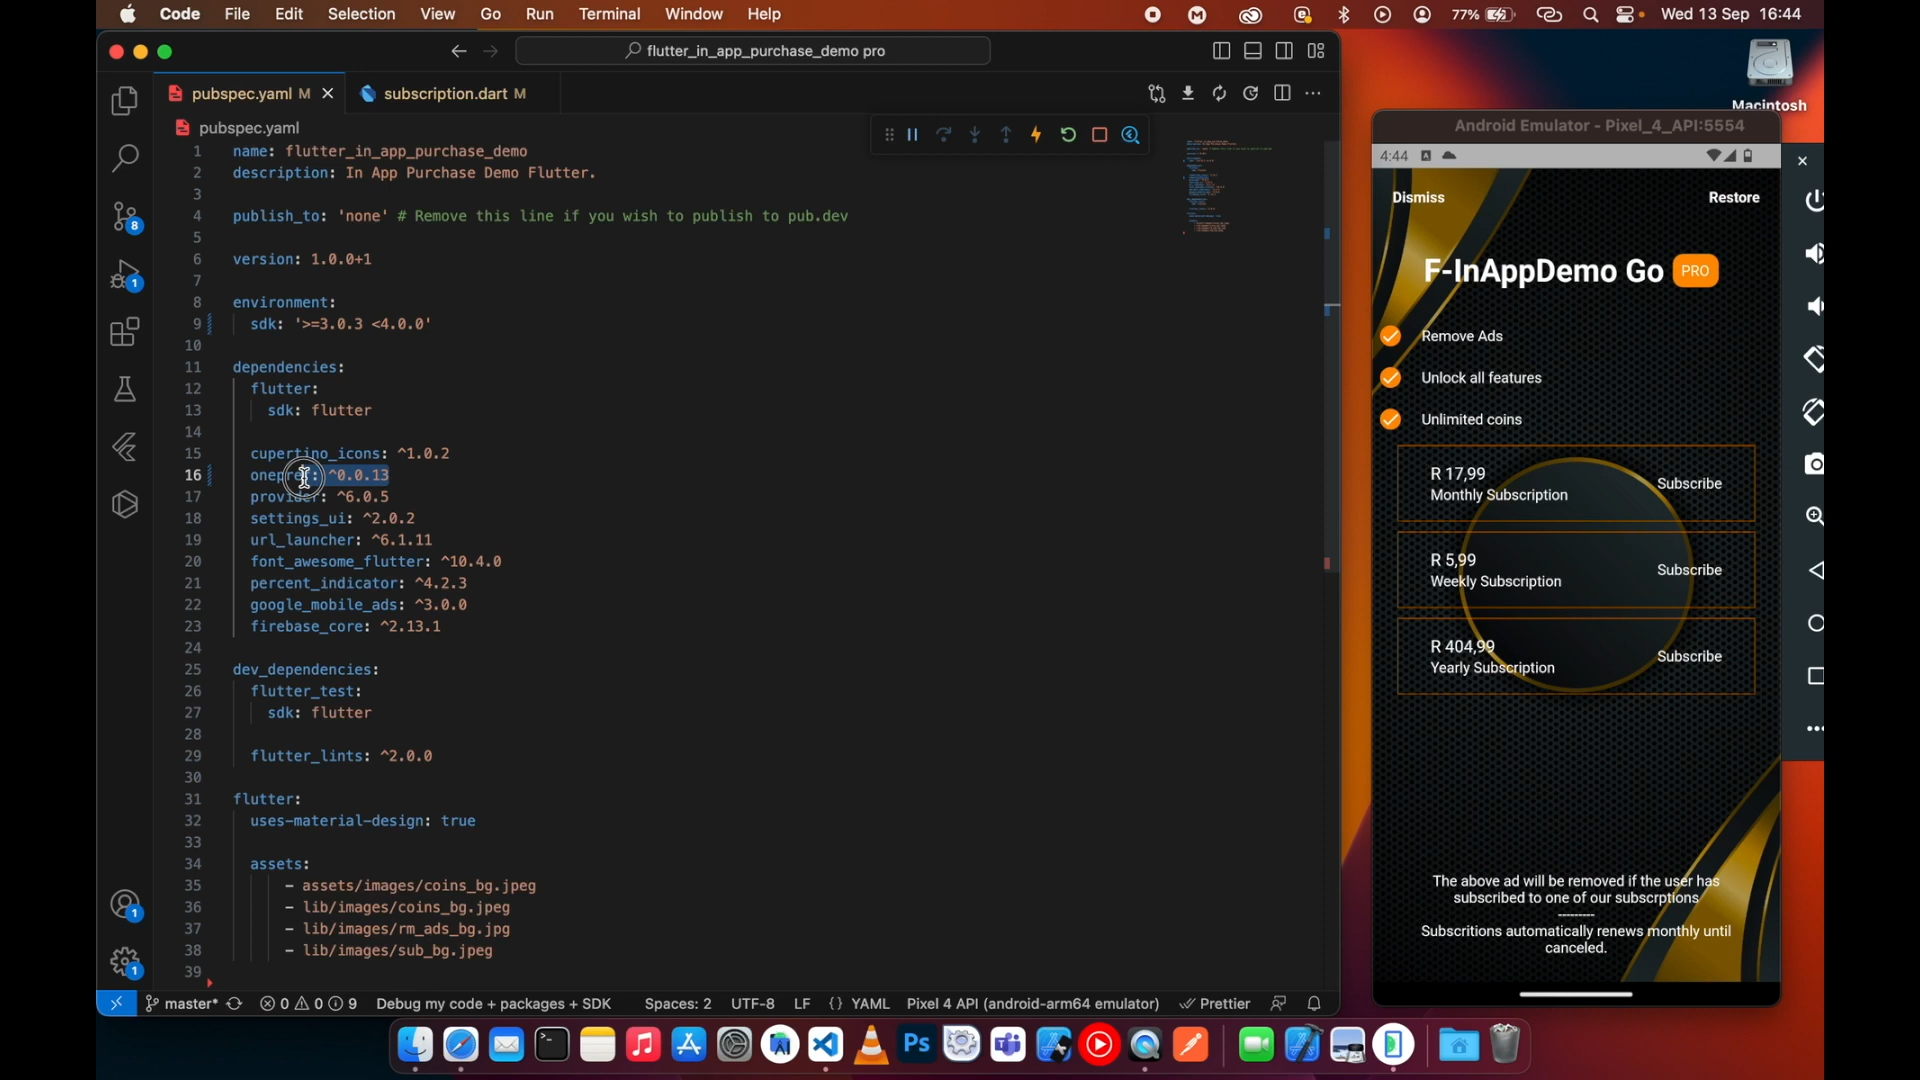 Code File Edit Selection View Go Run Terminal Window Help
77% Wed 13 Sep 16:44
flutter_in_app_purchase_demo pro
Macintosh
pubspec.yaml M
subscription.dart M
pubspec.yaml
1 name: flutter_in_app_purchase_demo
2 description: In App Purchase Demo Flutter.
3
4 publish_to: 'none' # Remove this line if you wish to publish to pub.dev
5
6 version: 1.0.0+1
7
8 environment:
9 sdk: '>=3.0.3 <4.0.0'
10
11 dependencies:
12 flutter:
13 sdk: flutter
14
15 cupertino_icons: ^1.0.2
16 onepref: ^0.0.13
17 provider: ^6.0.5
18 settings_ui: ^2.0.2
19 url_launcher: ^6.1.11
20 font_awesome_flutter: ^10.4.0
21 percent_indicator: ^4.2.3
22 google_mobile_ads: ^3.0.0
23 firebase_core: ^2.13.1
24
25 dev_dependencies:
26 flutter_test:
27 sdk: flutter
28
29 flutter_lints: ^2.0.0
30
31 flutter:
32 uses-material-design: true
33
34 assets:
35 - assets/images/coins_bg.jpeg
36 - lib/images/coins_bg.jpeg
37 - lib/images/rm_ads_bg.jpg
38 - lib/images/sub_bg.jpeg
39
8
1
1
1
master* 0 0 9 Debug my code + packages + SDK Spaces: 2 UTF-8 LF {} YAML Pixel 4 API (android-arm64 emulator) Prettier
Android Emulator - Pixel_4_API:5554
4:44
Dismiss Restore
F-InAppDemo Go PRO
Remove Ads
Unlock all features
Unlimited coins
R 17,99
Monthly Subscription
Subscribe
R 5,99
Weekly Subscription
Subscribe
R 404,99
Yearly Subscription
Subscribe
The above ad will be removed if the user has
subscribed to one of our subscrptions
---------
Subscritions automatically renews monthly until
canceled.
Ps